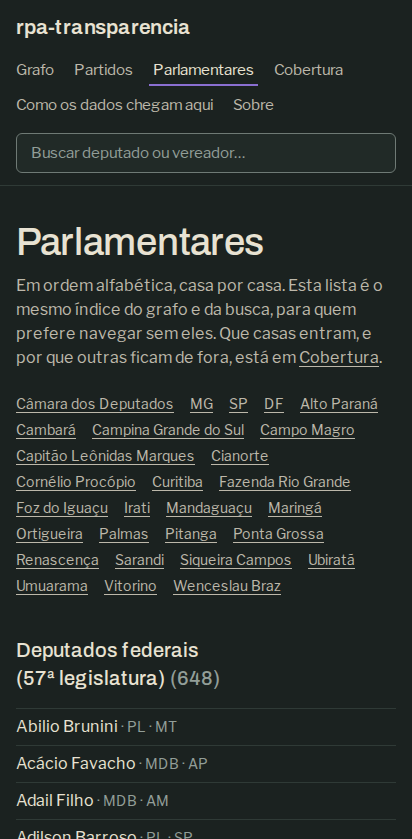 rpa-transparencia
Grafo Partidos Parlamentares Cobertura
Como os dados chegam aqui Sobre
Buscar deputado ou vereador...
Parlamentares
Em ordem alfabética, casa por casa. Esta lista é o
mesmo índice do grafo e da busca, para quem
prefere navegar sem eles. Que casas entram, e
por que outras ficam de fora, está em Cobertura.
Câmara dos Deputados MG SP DF Alto Paraná
Cambará Campina Grande do Sul Campo Magro
Capitão Leônidas Marques Cianorte
Cornélio Procópio Curitiba Fazenda Rio Grande
Foz do Iguaçu Irati Mandaguaçu Maringá
Ortigueira Palmas Pitanga Ponta Grossa
Renascença Sarandi Siqueira Campos Ubiratã
Umuarama Vitorino Wenceslau Braz
Deputados federais
(57ª legislatura) (648)
Abilio Brunini · PL · MT
Acácio Favacho · MDB · AP
Adail Filho · MDB · AM
Adilson Barroso · PL · SP